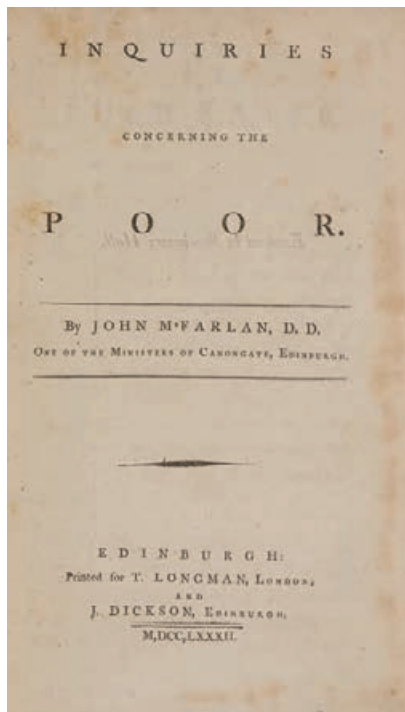 INQUIRIES
CONCERNING THE
POOR.
By JOHN M'FARLAN, D. D.
ONE OF THE MINISTERS OF CANONGATE, EDINBURGH.
EDINBURGH:
Printed for T. LONGMAN, LONDON,
AND
J. DICKSON, EDINBURGH.
M,DCC,LXXXII.